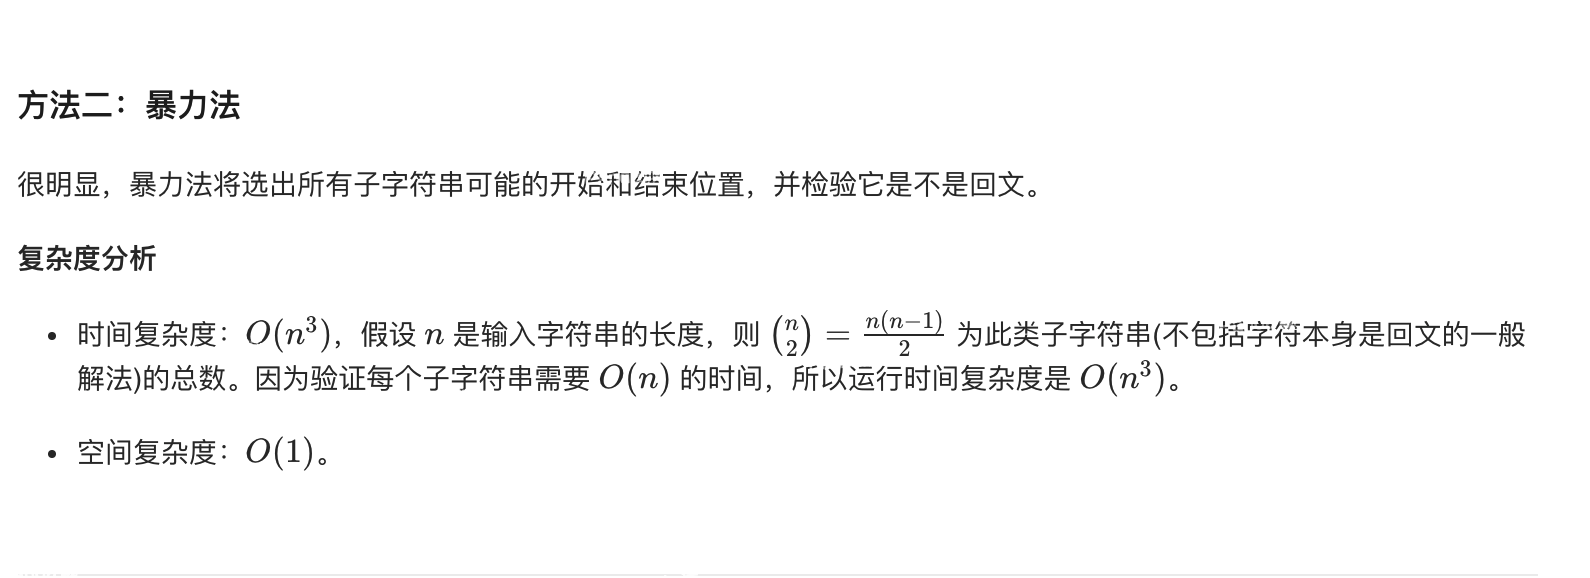 方法二：暴力法
很明显，暴力法将选出所有子字符串可能的开始和结束位置，并检验它是不是回文。
复杂度分析
• 时间复杂度：O(n³)，假设 n 是输入字符串的长度，则 \binom{n}{2} = \frac{n(n-1)}{2} 为此类子字符串(不包括字符本身是回文的一般
解法)的总数。因为验证每个子字符串需要 O(n) 的时间，所以运行时间复杂度是 O(n³)。
• 空间复杂度：O(1)。